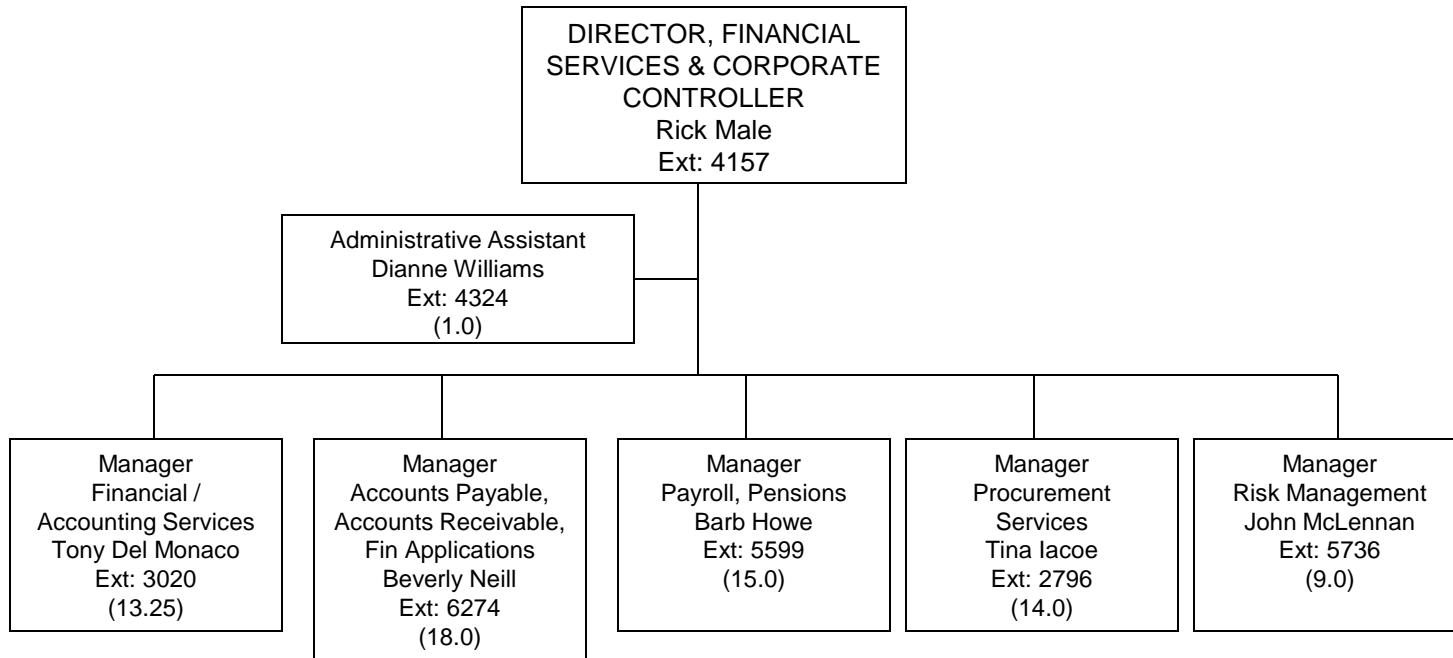 DIRECTOR, FINANCIAL
SERVICES & CORPORATE
CONTROLLER
Rick Male
Ext: 4157
Administrative Assistant
Dianne Williams
Ext: 4324
(1.0)
Manager
Financial /
Accounting Services
Tony Del Monaco
Ext: 3020
(13.25)
Manager
Accounts Payable,
Accounts Receivable,
Fin Applications
Beverly Neill
Ext: 6274
(18.0)
Manager
Payroll, Pensions
Barb Howe
Ext: 5599
(15.0)
Manager
Procurement
Services
Tina Iacoe
Ext: 2796
(14.0)
Manager
Risk Management
John McLennan
Ext: 5736
(9.0)